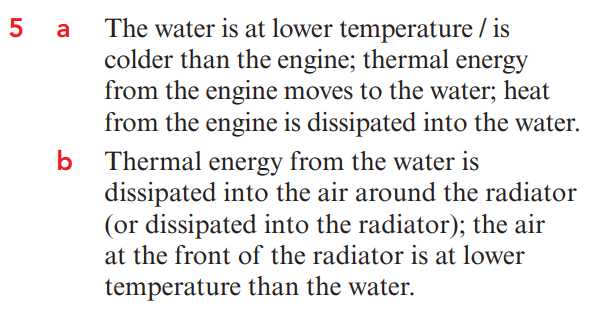 5 a The water is at lower temperature / is
colder than the engine; thermal energy
from the engine moves to the water; heat
from the engine is dissipated into the water.
b Thermal energy from the water is
dissipated into the air around the radiator
(or dissipated into the radiator); the air
at the front of the radiator is at lower
temperature than the water.